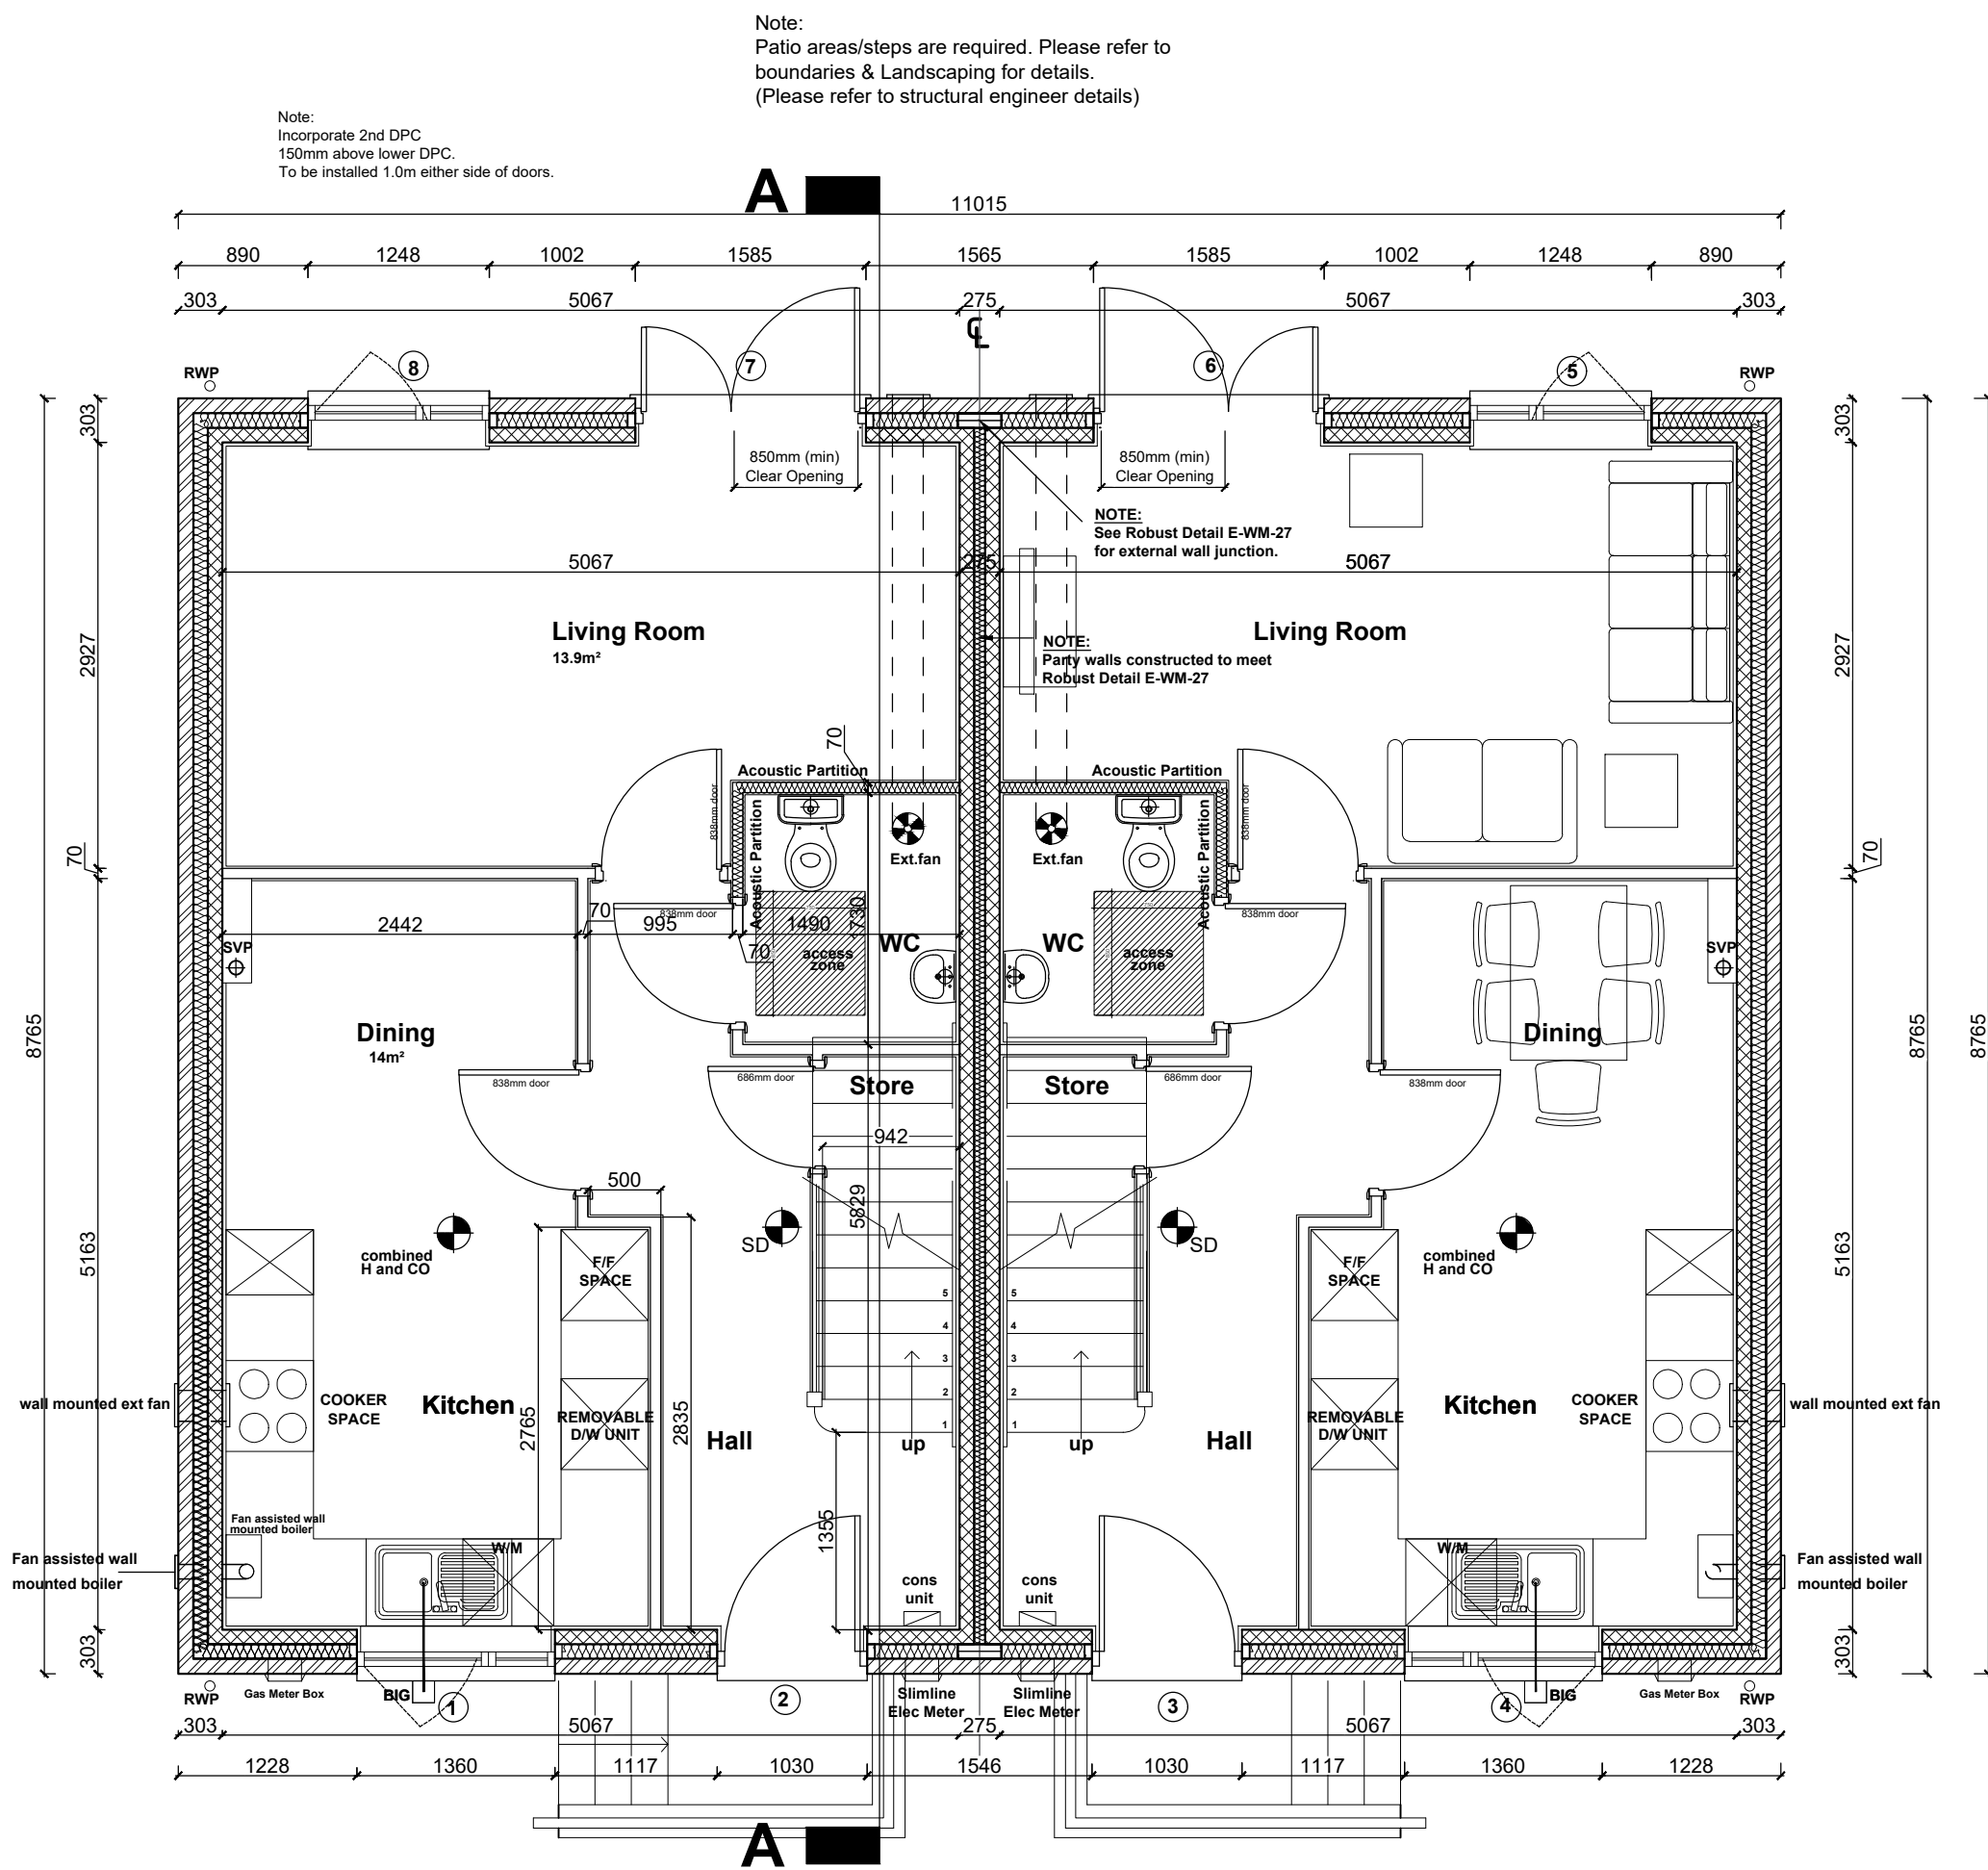 Note:
Patio areas/steps are required. Please refer to
boundaries & Landscaping for details.
(Please refer to structural engineer details)
Note:
Incorporate 2nd DPC
150mm above lower DPC.
To be installed 1.0m either side of doors.
A
11015
890 1248 1002 1585 1565 1585 1002 1248 890
303 5067 275 5067 303
CL
RWP 8 7 6 5 RWP
303 303
850mm (min)
Clear Opening
850mm (min)
Clear Opening
NOTE:
See Robust Detail E-WM-27
for external wall junction.
5067 275 5067
Living Room
13.9m²
Living Room
2927 2927
NOTE:
Party walls constructed to meet
Robust Detail E-WM-27
70
Acoustic Partition Acoustic Partition
838mm door 838mm door
Acoustic Partition Acoustic Partition
Ext.fan Ext.fan
70 70
838mm door 838mm door
2442 70 995 70 1490 1730
WC WC
access
zone
access
zone
SVP SVP
8765 8765 8765
Dining
14m²
Dining
838mm door 686mm door 686mm door 838mm door
Store Store
942
500
5829
5163 5163
SD SD
combined
H and CO
combined
H and CO
F/F
SPACE
F/F
SPACE
5 5
4 4
3 3
2 2
1 1
up up
wall mounted ext fan wall mounted ext fan
COOKER
SPACE
COOKER
SPACE
Kitchen Kitchen
2765 2835
REMOVABLE
D/W UNIT
REMOVABLE
D/W UNIT
Hall Hall
1355
Fan assisted wall
mounted boiler
Fan assisted wall
mounted boiler
Fan assisted wall
mounted boiler
W/M W/M
cons
unit
cons
unit
303 303
RWP Gas Meter Box BIG 1 2
Slimline
Elec Meter
Slimline
Elec Meter
3 4 BIG Gas Meter Box RWP
303 5067 275 5067 303
1228 1360 1117 1030 1546 1030 1117 1360 1228
A